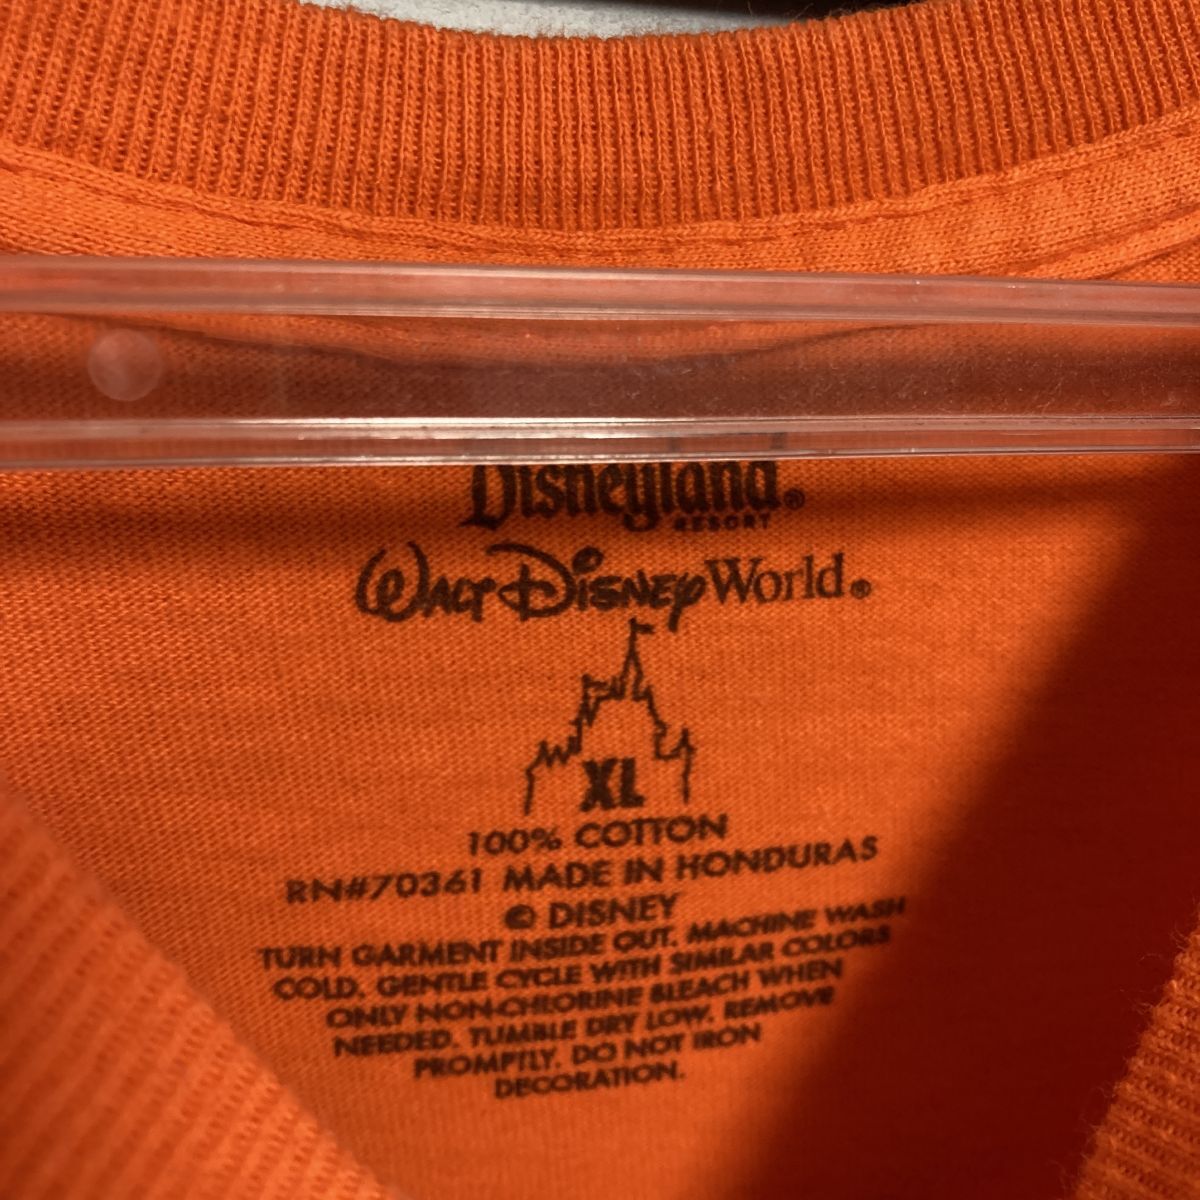 Disneyland®
RESORT
WALT DISNEY World®
XL
100% COTTON
RN#70361 MADE IN HONDURAS
© DISNEY
TURN GARMENT INSIDE OUT. MACHINE WASH
COLD. GENTLE CYCLE WITH SIMILAR COLORS
ONLY NON-CHLORINE BLEACH WHEN
NEEDED. TUMBLE DRY LOW. REMOVE
PROMPTLY. DO NOT IRON
DECORATION.